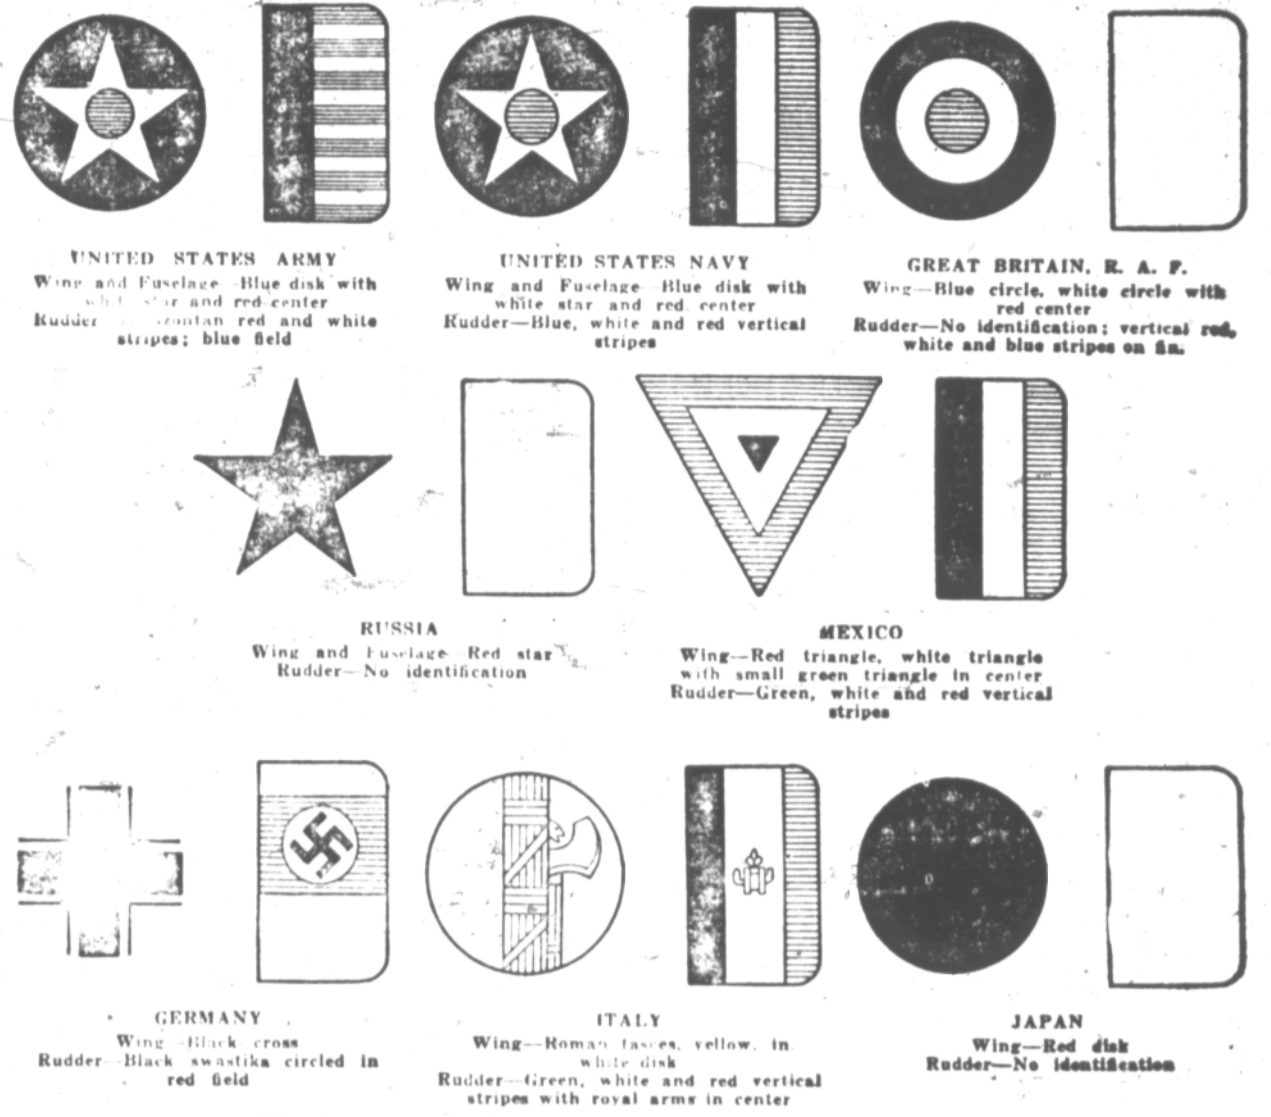 UNITED STATES ARMY
Wing and Fuselage—Blue disk with
white star and red center
Rudder red and white
stripes; blue field
UNITED STATES NAVY
Wing and Fuselage—Blue disk with
white star and red center
Rudder—Blue, white and red vertical
stripes
GREAT BRITAIN, R. A. F.
Wing—Blue circle, white circle with
red center
Rudder—No identification; vertical red,
white and blue stripes on fin.
RUSSIA
Wing and Fuselage—Red star
Rudder—No identification
MEXICO
Wing—Red triangle, white triangle
with small green triangle in center
Rudder—Green, white and red vertical
stripes
GERMANY
Wing—Black cross
Rudder—Black swastika circled in
red field
ITALY
Wing—Roman fasces, yellow, in
white disk
Rudder—Green, white and red vertical
stripes with royal arms in center
JAPAN
Wing—Red disk
Rudder—No identification